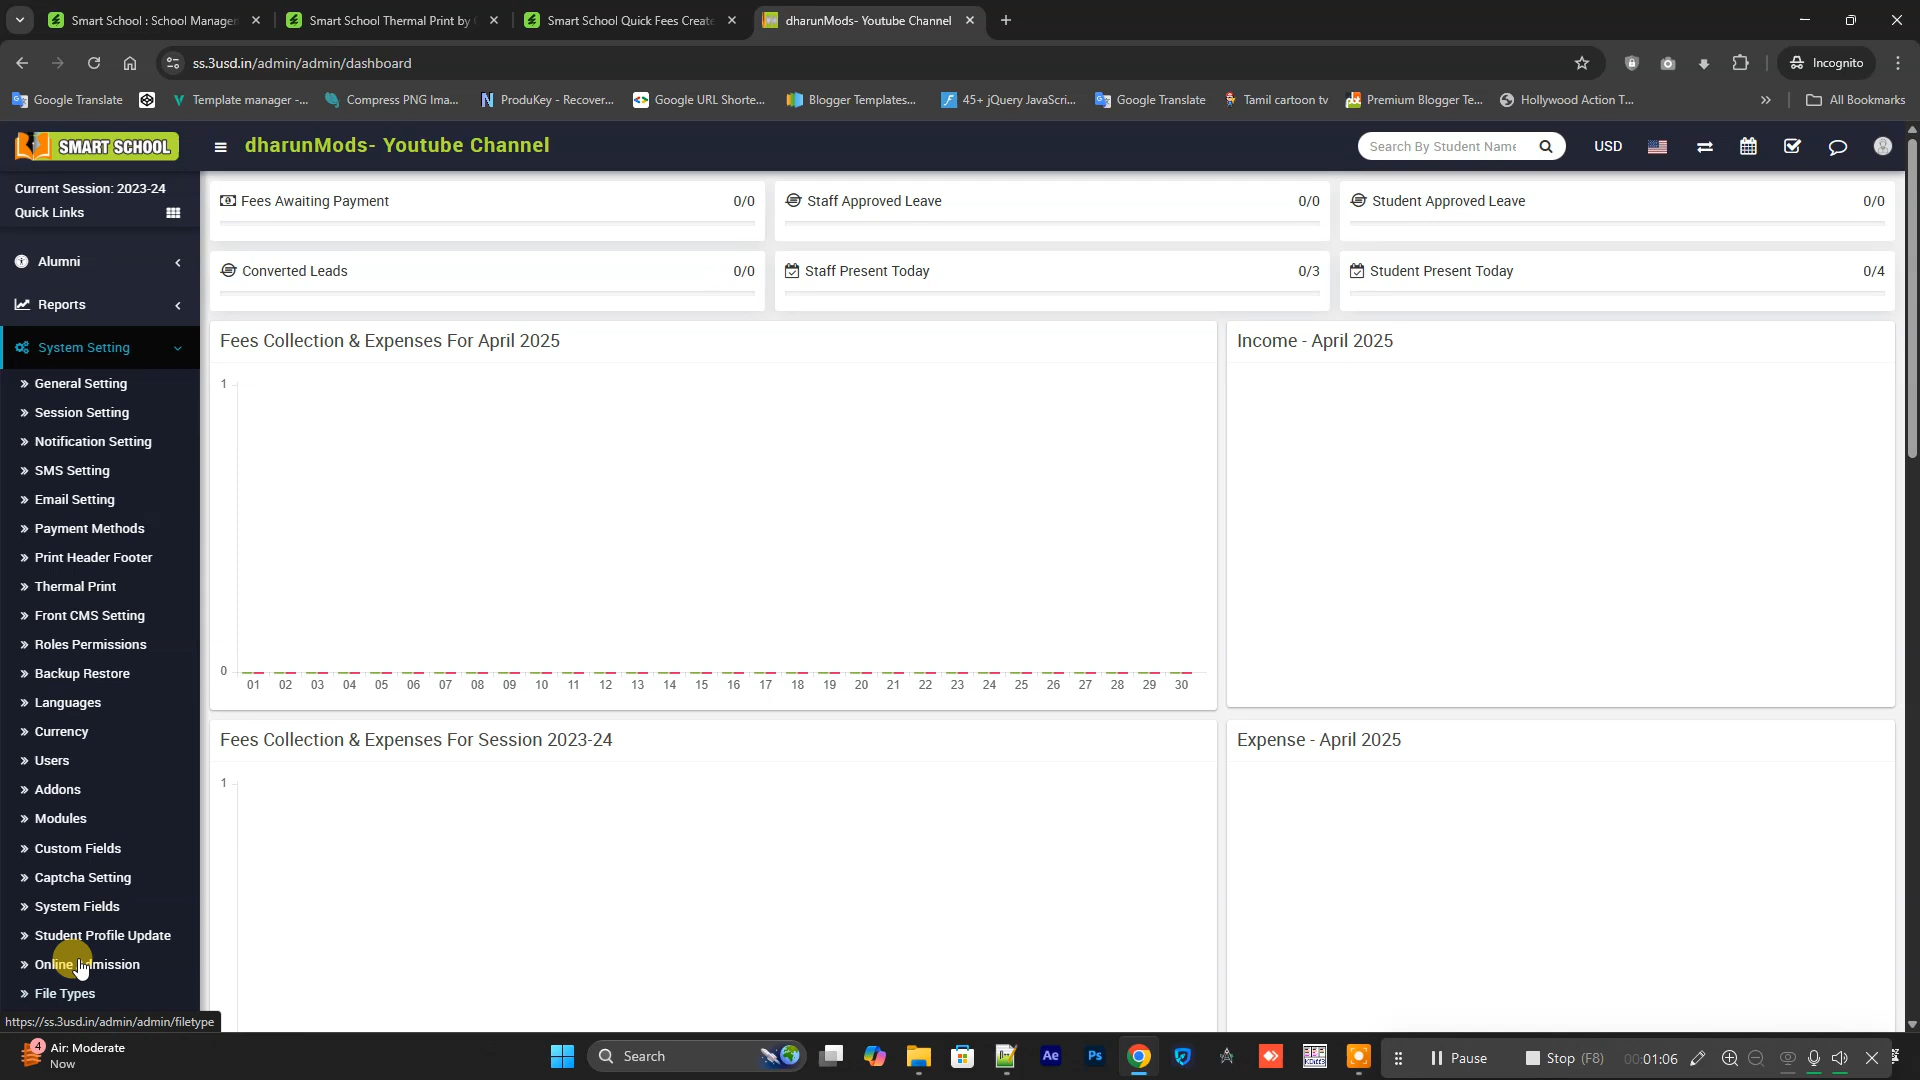 Smart School : School Manager
Smart School Thermal Print by
Smart School Quick Fees Create
dharunMods- Youtube Channel
ss.3usd.in/admin/admin/dashboard
Incognito
Google Translate
Template manager -...
Compress PNG Ima...
ProduKey - Recover...
Google URL Shorte...
Blogger Templates...
45+ jQuery JavaScri...
Google Translate
Tamil cartoon tv
Premium Blogger Te...
Hollywood Action T...
All Bookmarks
SMART SCHOOL
dharunMods- Youtube Channel
Search By Student Name
USD
Current Session: 2023-24
Quick Links
Alumni
Reports
System Setting
General Setting
Session Setting
Notification Setting
SMS Setting
Email Setting
Payment Methods
Print Header Footer
Thermal Print
Front CMS Setting
Roles Permissions
Backup Restore
Languages
Currency
Users
Addons
Modules
Custom Fields
Captcha Setting
System Fields
Student Profile Update
Online Admission
File Types
https://ss.3usd.in/admin/admin/filetype
Fees Awaiting Payment 0/0
Staff Approved Leave 0/0
Student Approved Leave 0/0
Converted Leads 0/0
Staff Present Today 0/3
Student Present Today 0/4
Fees Collection & Expenses For April 2025
1
0
01 02 03 04 05 06 07 08 09 10 11 12 13 14 15 16 17 18 19 20 21 22 23 24 25 26 27 28 29 30
Income - April 2025
Fees Collection & Expenses For Session 2023-24
1
Expense - April 2025
4
Air: Moderate
Now
Search
Ae
Ps
Pause
Stop (F8)
00:01:06